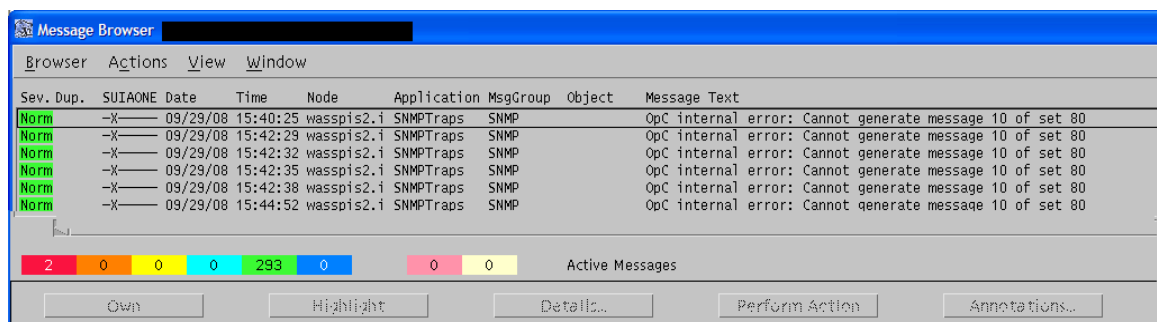 Message Browser
Browser Actions View Window
Sev. Dup. SUIAONE Date Time Node Application MsgGroup Object Message Text
Norm -X----- 09/29/08 15:40:25 wasspis2.i SNMPTraps SNMP OpC internal error: Cannot generate message 10 of set 80
Norm -X----- 09/29/08 15:42:29 wasspis2.i SNMPTraps SNMP OpC internal error: Cannot generate message 10 of set 80
Norm -X----- 09/29/08 15:42:32 wasspis2.i SNMPTraps SNMP OpC internal error: Cannot generate message 10 of set 80
Norm -X----- 09/29/08 15:42:35 wasspis2.i SNMPTraps SNMP OpC internal error: Cannot generate message 10 of set 80
Norm -X----- 09/29/08 15:42:38 wasspis2.i SNMPTraps SNMP OpC internal error: Cannot generate message 10 of set 80
Norm -X----- 09/29/08 15:44:52 wasspis2.i SNMPTraps SNMP OpC internal error: Cannot generate message 10 of set 80
2 0 0 0 293 0 0 0 Active Messages
Own Highlight Details... Perform Action Annotations...